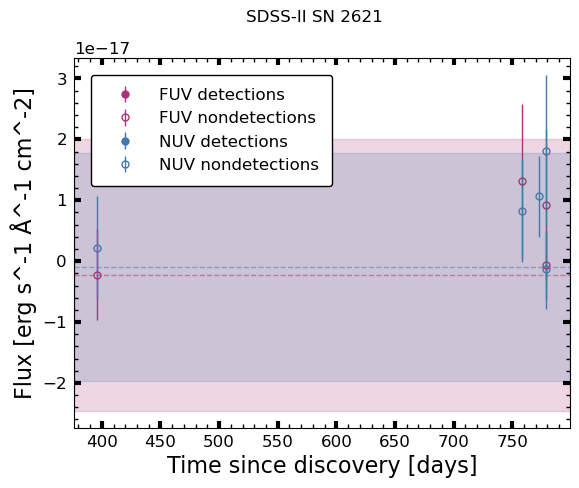 SDSS-II SN 2621
1e−17
FUV detections
FUV nondetections
NUV detections
NUV nondetections
3
2
1
0
−1
−2
400 450 500 550 600 650 700 750
Time since discovery [days]
Flux [erg s^-1 Å^-1 cm^-2]